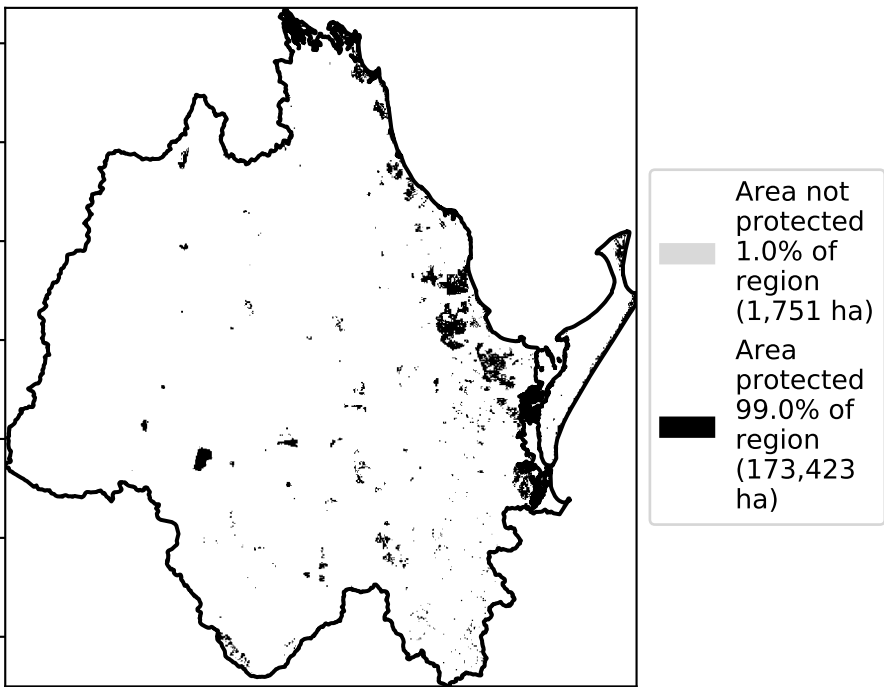 Area not
protected
1.0% of
region
(1,751 ha)
Area
protected
99.0% of
region
(173,423
ha)